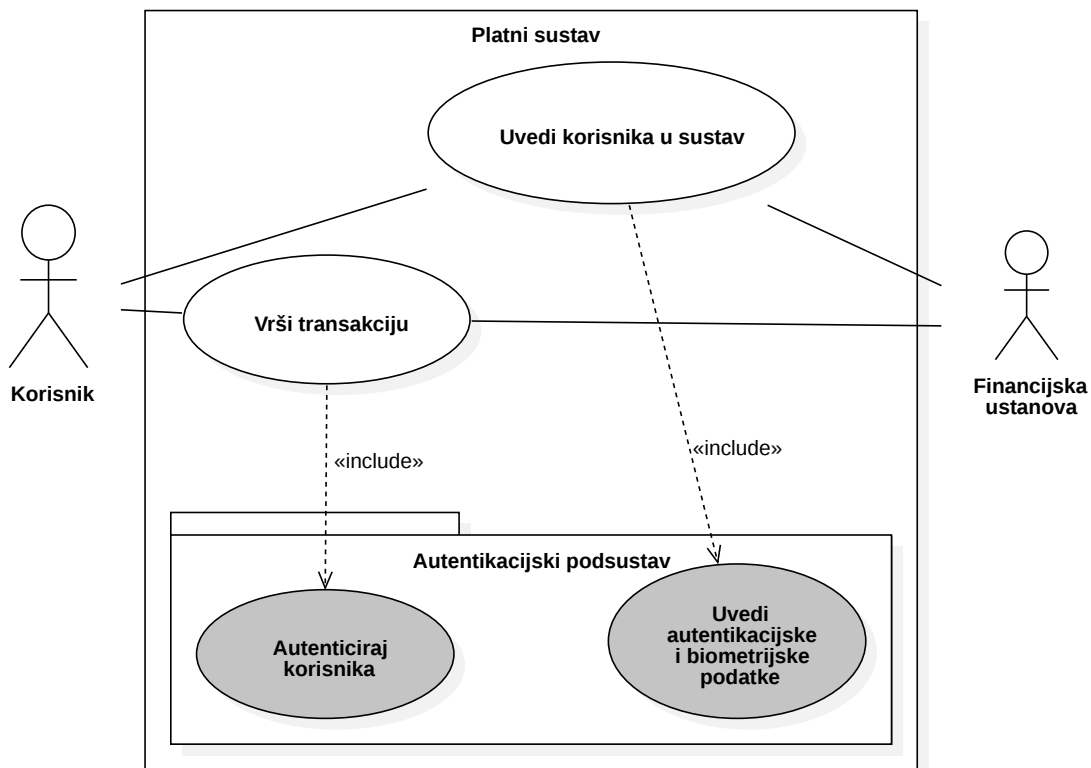 Platni sustav
Uvedi korisnika u sustav
Vrši transakciju
Korisnik
Financijska
ustanova
«include»
«include»
Autentikacijski podsustav
Autenticiraj
korisnika
Uvedi
autentikacijske
i biometrijske
podatke